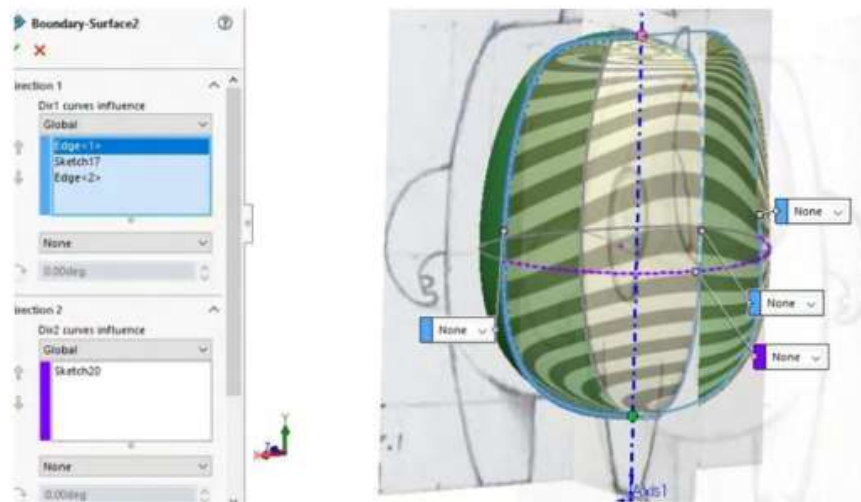 Boundary-Surface2
irection 1
Dir1 curves influence
Global
Edge<1>
Sketch17
Edge<2>
None
0.00deg
irection 2
Dir2 curves influence
Global
Sketch20
None
0.00deg
None
None
None
None
Y
Z
Axis1